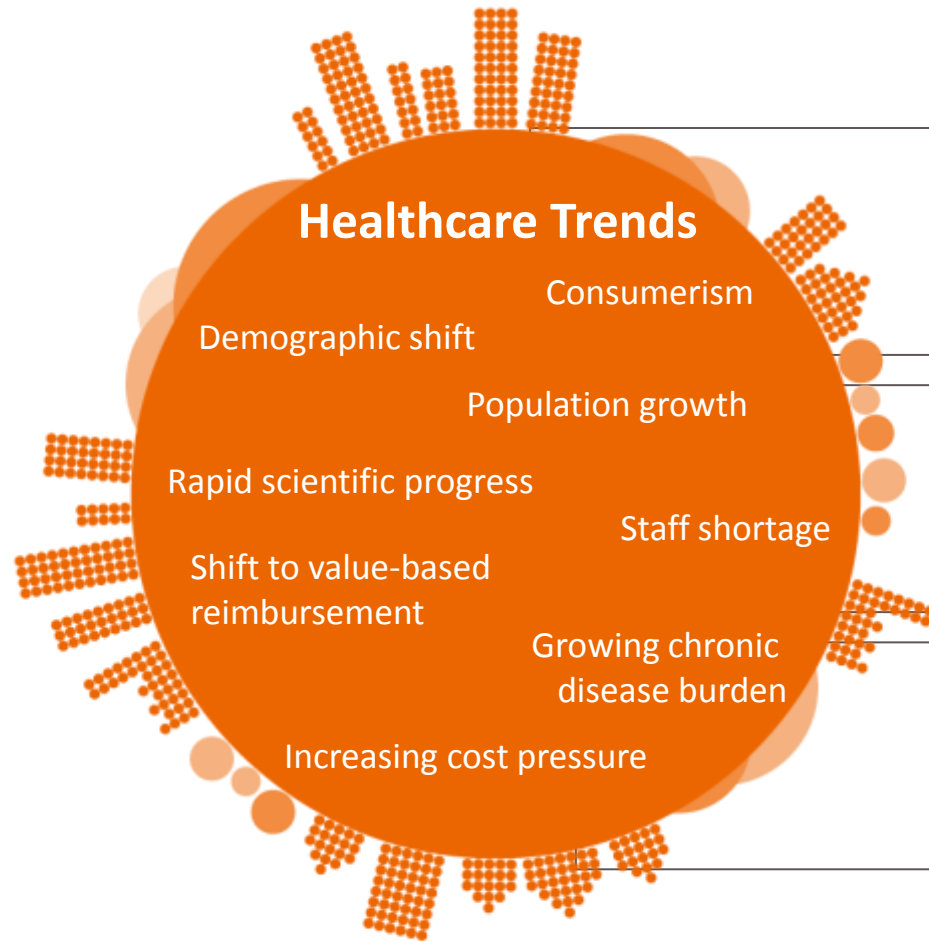 Healthcare Trends
Consumerism
Demographic shift
Population growth
Rapid scientific progress
Staff shortage
Shift to value-based
reimbursement
Growing chronic
disease burden
Increasing cost pressure